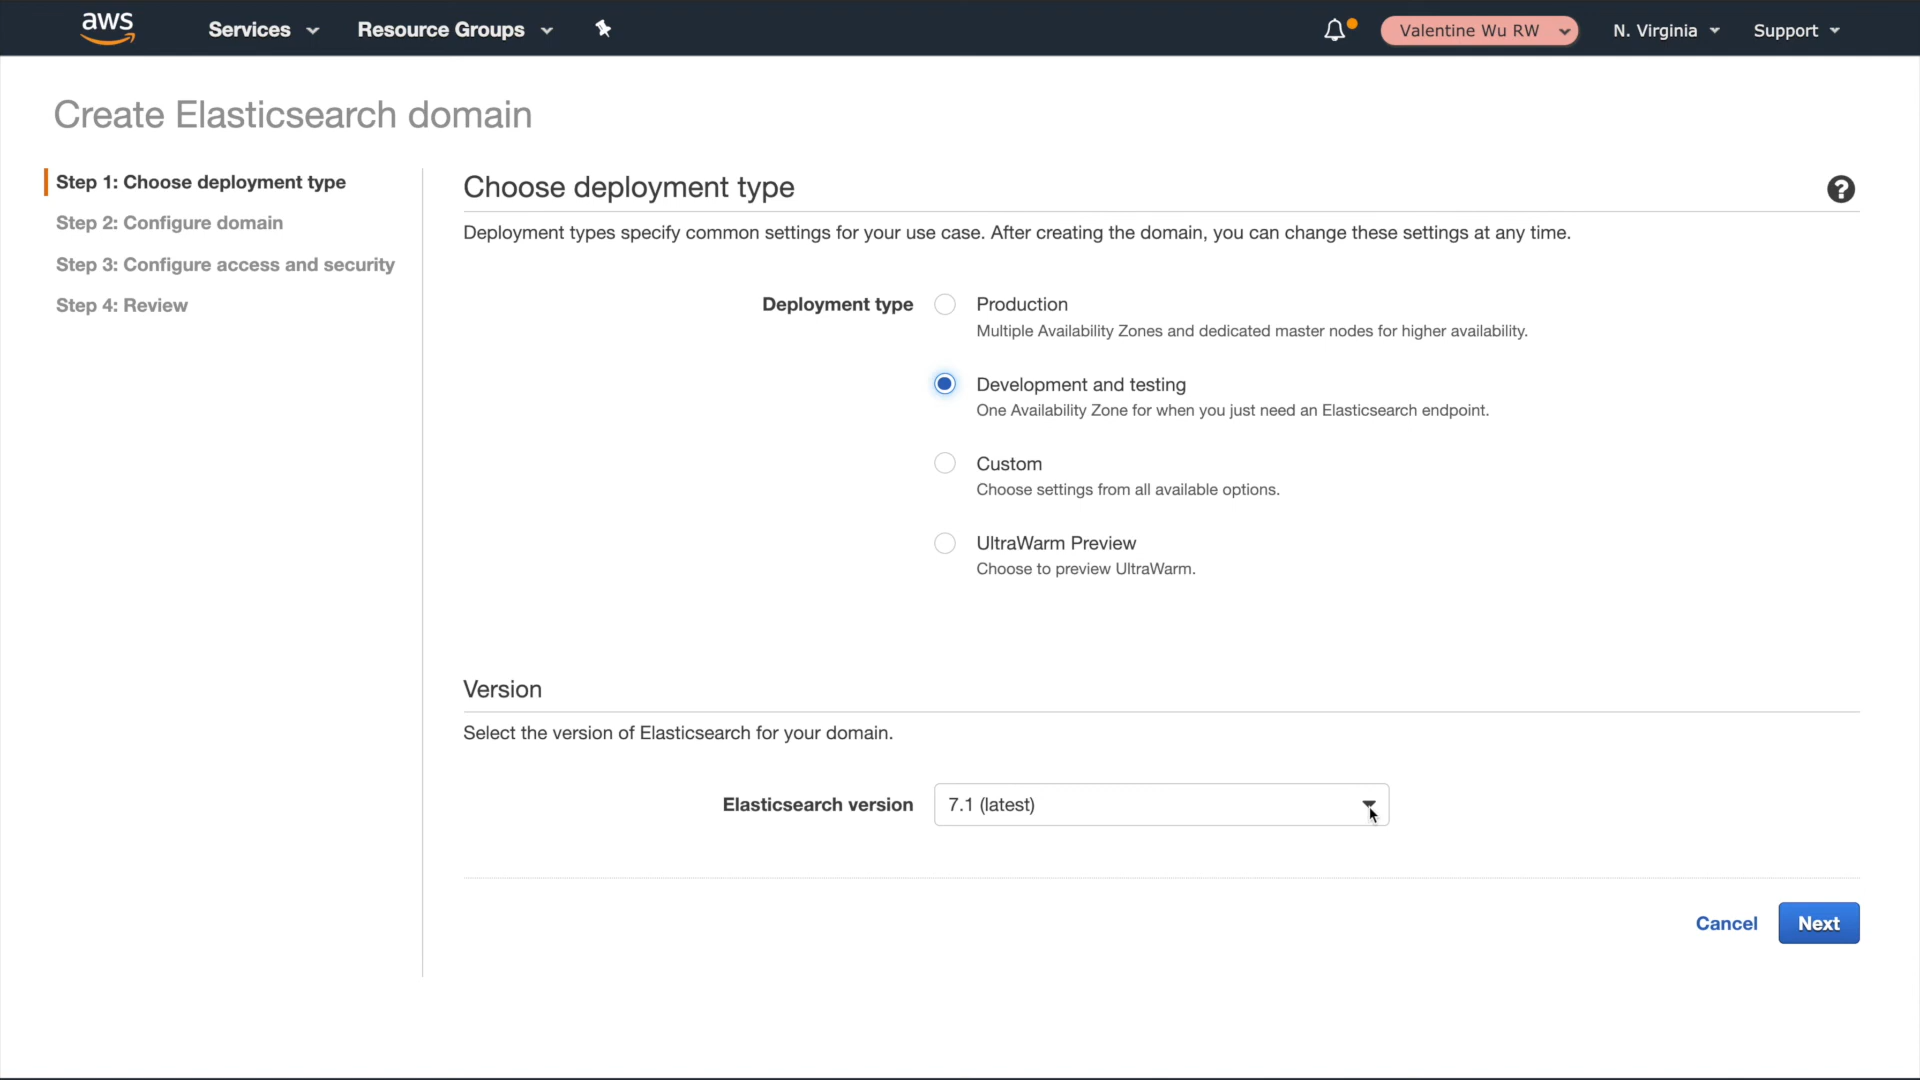 aws
Services
Resource Groups
Valentine Wu RW
N. Virginia
Support
Create Elasticsearch domain
Step 1: Choose deployment type
Step 2: Configure domain
Step 3: Configure access and security
Step 4: Review
Choose deployment type
?
Deployment types specify common settings for your use case. After creating the domain, you can change these settings at any time.
Deployment type
Production
Multiple Availability Zones and dedicated master nodes for higher availability.
Development and testing
One Availability Zone for when you just need an Elasticsearch endpoint.
Custom
Choose settings from all available options.
UltraWarm Preview
Choose to preview UltraWarm.
Version
Select the version of Elasticsearch for your domain.
Elasticsearch version
7.1 (latest)
Cancel
Next